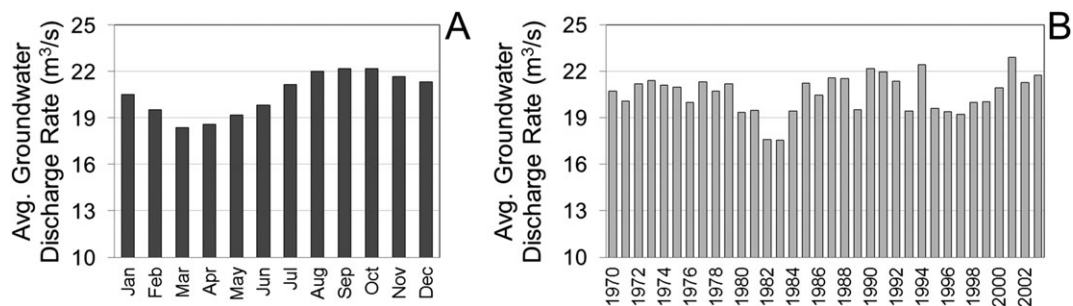 A
Avg. Groundwater
Discharge Rate (m³/s)
25
22
19
16
13
10
Jan
Feb
Mar
Apr
May
Jun
Jul
Aug
Sep
Oct
Nov
Dec
B
Avg. Groundwater
Discharge Rate (m³/s)
25
22
19
16
13
10
1970
1972
1974
1976
1978
1980
1982
1984
1986
1988
1990
1992
1994
1996
1998
2000
2002